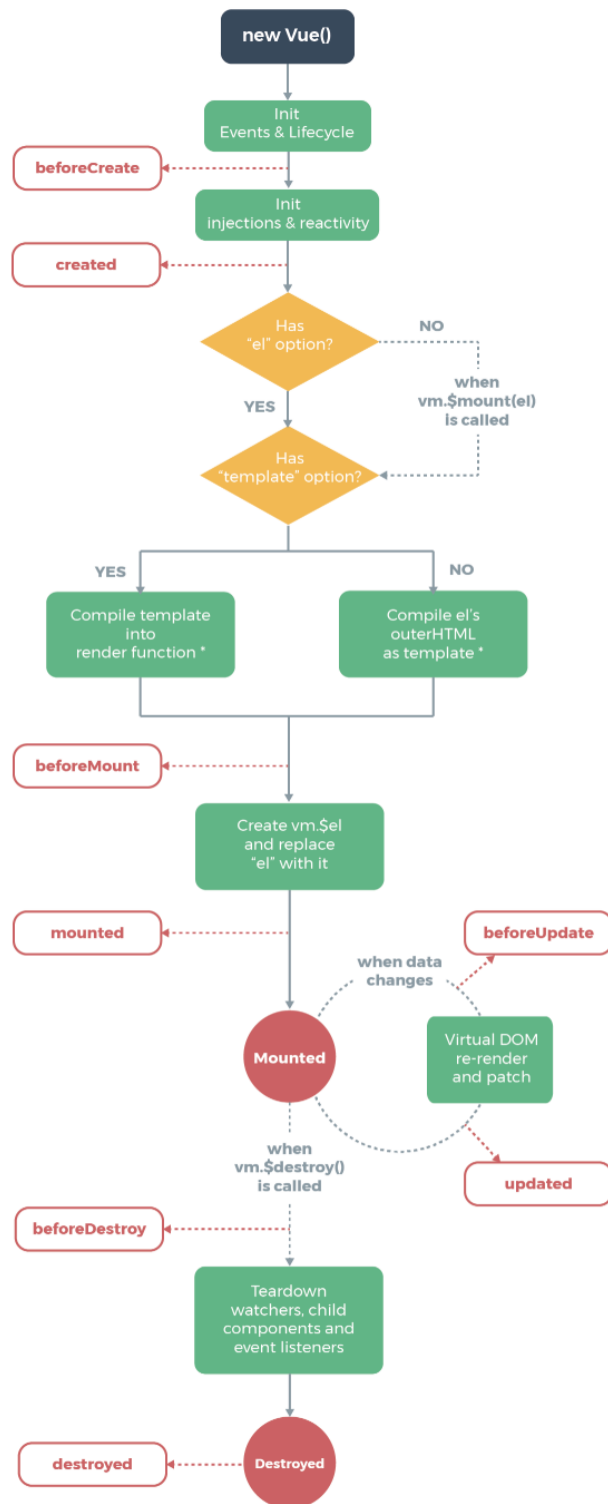 new Vue()
Init
Events & Lifecycle
beforeCreate
Init
injections & reactivity
created
Has
“el” option?
NO
when
vm.$mount(el)
is called
YES
Has
“template” option?
YES
NO
Compile template
into
render function *
Compile el’s
outerHTML
as template *
beforeMount
Create vm.$el
and replace
“el” with it
mounted
beforeUpdate
when data
changes
Mounted
Virtual DOM
re-render
and patch
when
vm.$destroy()
is called
updated
beforeDestroy
Teardown
watchers, child
components and
event listeners
destroyed
Destroyed